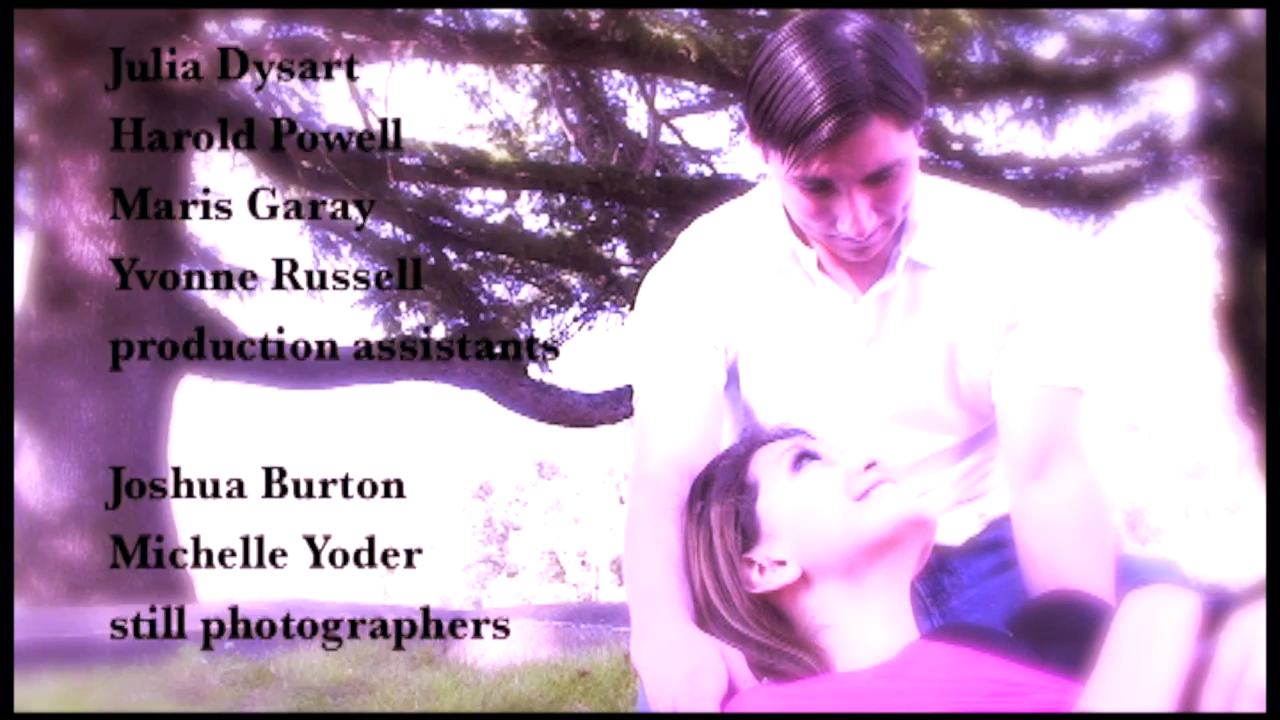 Julia Dysart
Harold Powell
Maris Garay
Yvonne Russell
production assistants
Joshua Burton
Michelle Yoder
still photographers